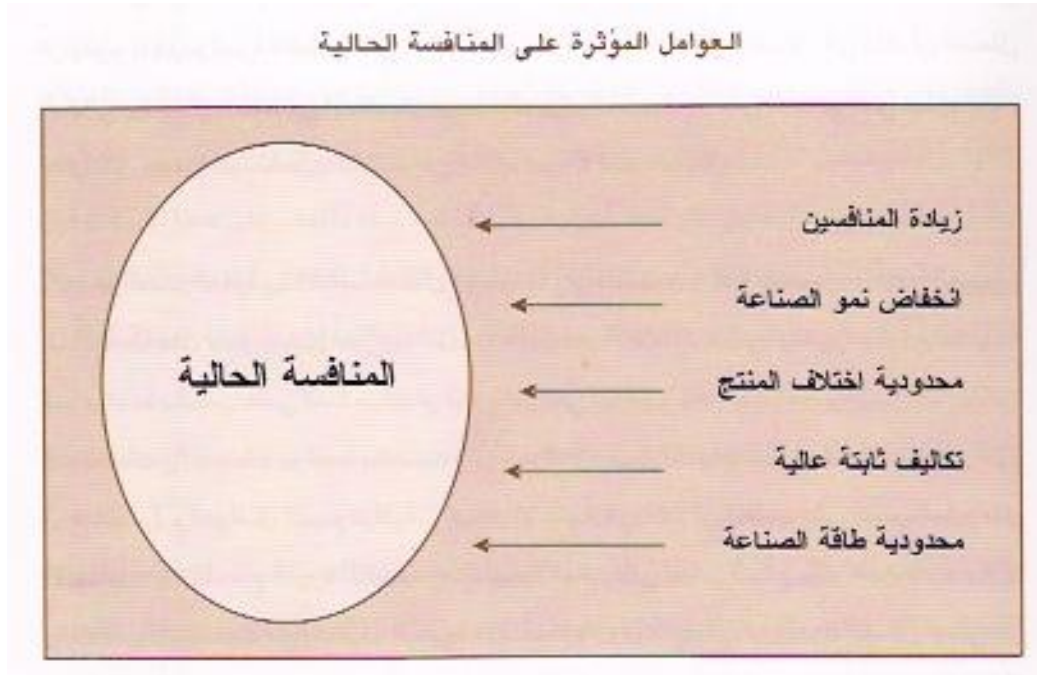 العوامل المؤثرة على المنافسة الحالية
زيادة المنافسين
انخفاض نمو الصناعة
محدودية اختلاف المنتج
تكاليف ثابتة عالية
محدودية طاقة الصناعة
المنافسة الحالية